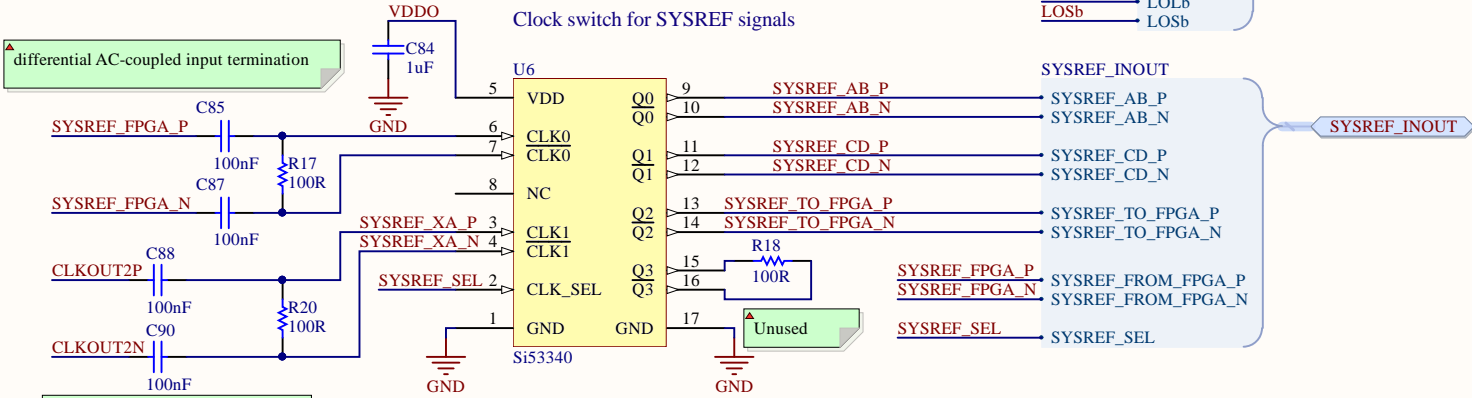 VDDO
Clock switch for SYSREF signals
LOLb
LOSb
LOSb
differential AC-coupled input termination
C84
1uF
GND
U6
SYSREF_INOUT
5
VDD
Q0
9
SYSREF_AB_P
SYSREF_AB_P
Q0
10
SYSREF_AB_N
SYSREF_AB_N
SYSREF_INOUT
C85
SYSREF_FPGA_P
100nF
6
CLK0
7
CLK0
Q1
11
SYSREF_CD_P
SYSREF_CD_P
Q1
12
SYSREF_CD_N
SYSREF_CD_N
R17
100R
C87
8
NC
SYSREF_FPGA_N
100nF
Q2
13
SYSREF_TO_FPGA_P
SYSREF_TO_FPGA_P
Q2
14
SYSREF_TO_FPGA_N
SYSREF_TO_FPGA_N
SYSREF_XA_P
3
CLK1
SYSREF_XA_N
4
CLK1
C88
CLKOUT2P
100nF
Q3
15
Q3
16
R18
100R
SYSREF_FPGA_P
SYSREF_FROM_FPGA_P
SYSREF_FPGA_N
SYSREF_FROM_FPGA_N
SYSREF_SEL
2
CLK_SEL
R20
100R
C90
CLKOUT2N
100nF
1
GND
GND
17
Unused
SYSREF_SEL
SYSREF_SEL
Si53340
GND
GND